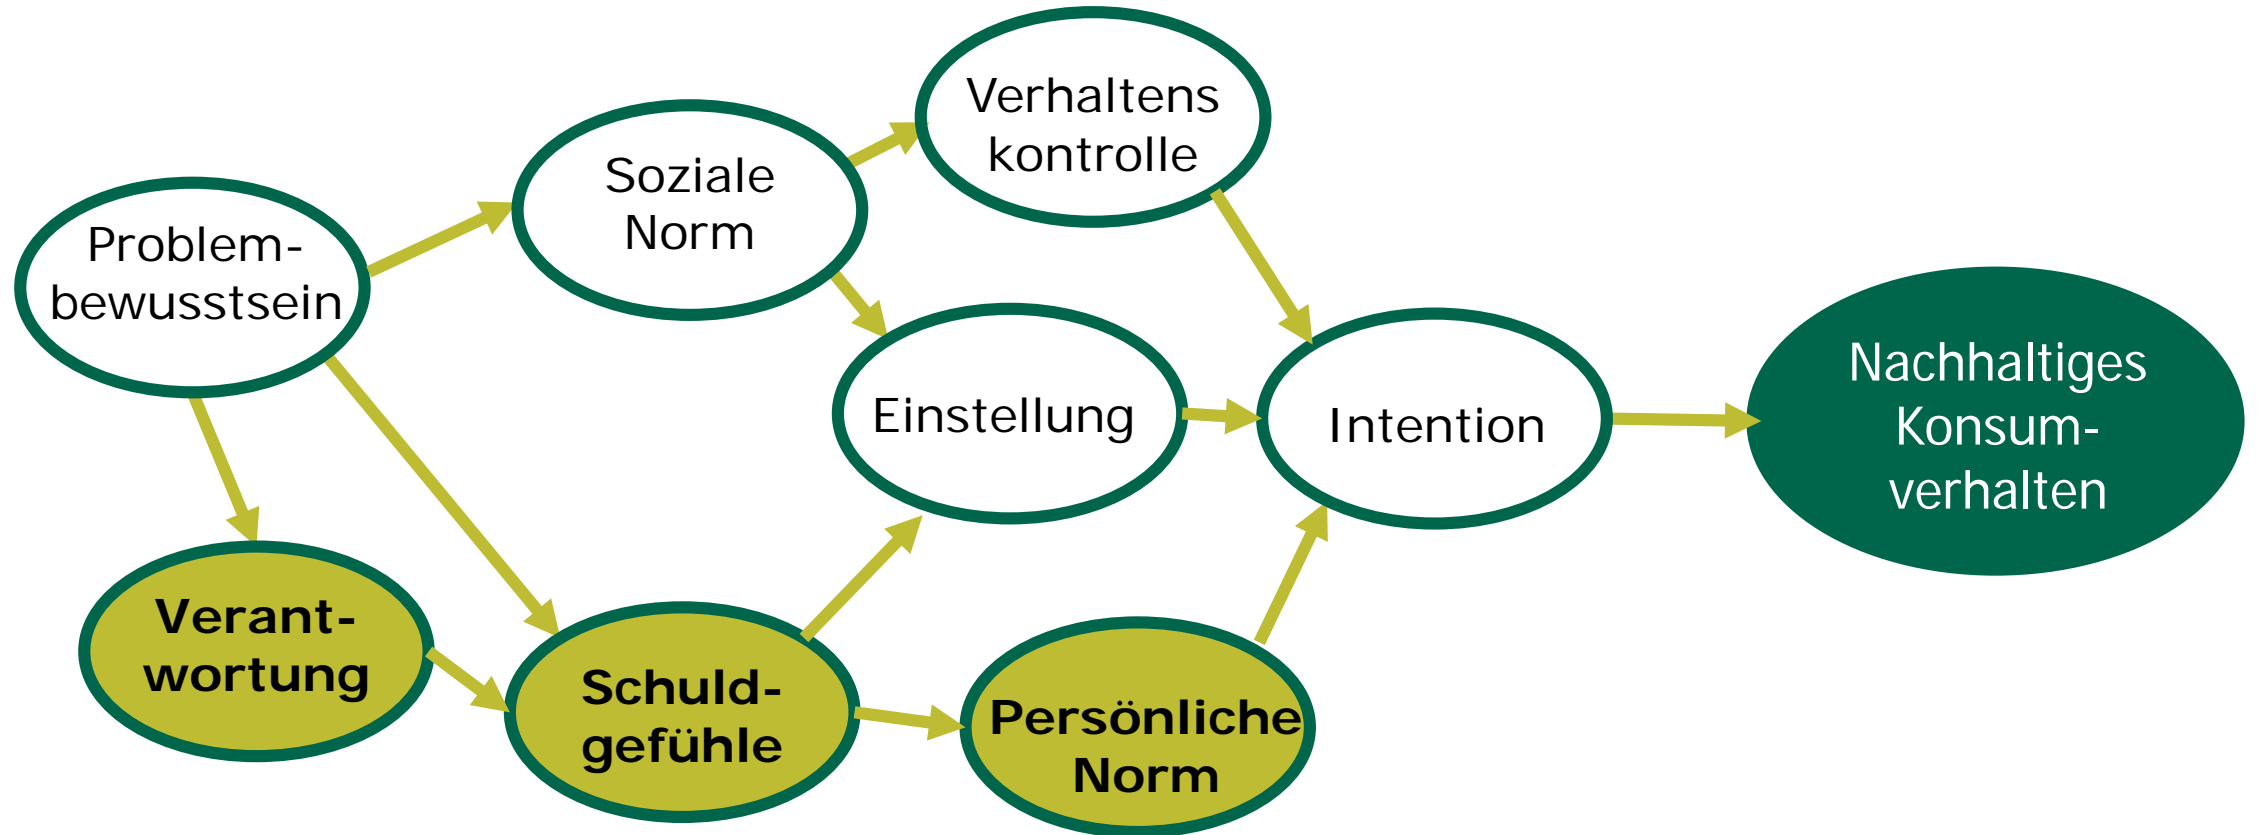 Problem-
bewusstsein
Soziale
Norm
Verhaltens
kontrolle
Einstellung
Intention
Nachhaltiges
Konsum-
verhalten
Verant-
wortung
Schuld-
gefühle
Persönliche
Norm